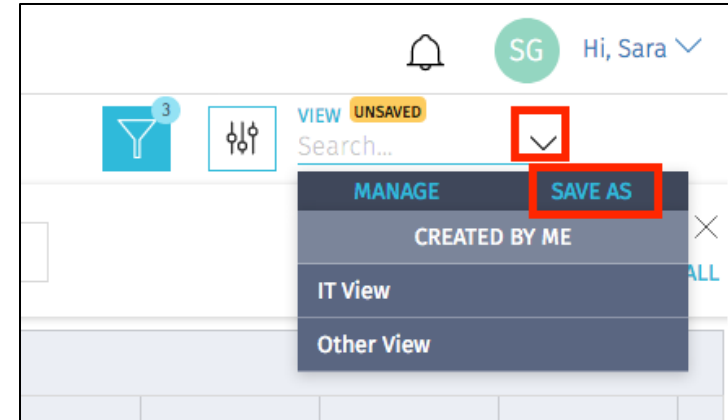 SG Hi, Sara
3
VIEW UNSAVED
Search...
MANAGE SAVE AS
CREATED BY ME
ALL
IT View
Other View